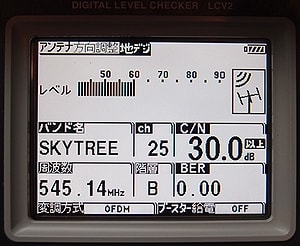 DIGITAL LEVEL CHECKER LCV2
アンテナ方向調整 地デジ
50 60 70 80 90
レベル
バンド名 ch C/N
SKYTREE 25 30.0以上dB
周波数 階層 BER
545.14MHz B 0.00
変調方式 OFDM ブースター給電 OFF